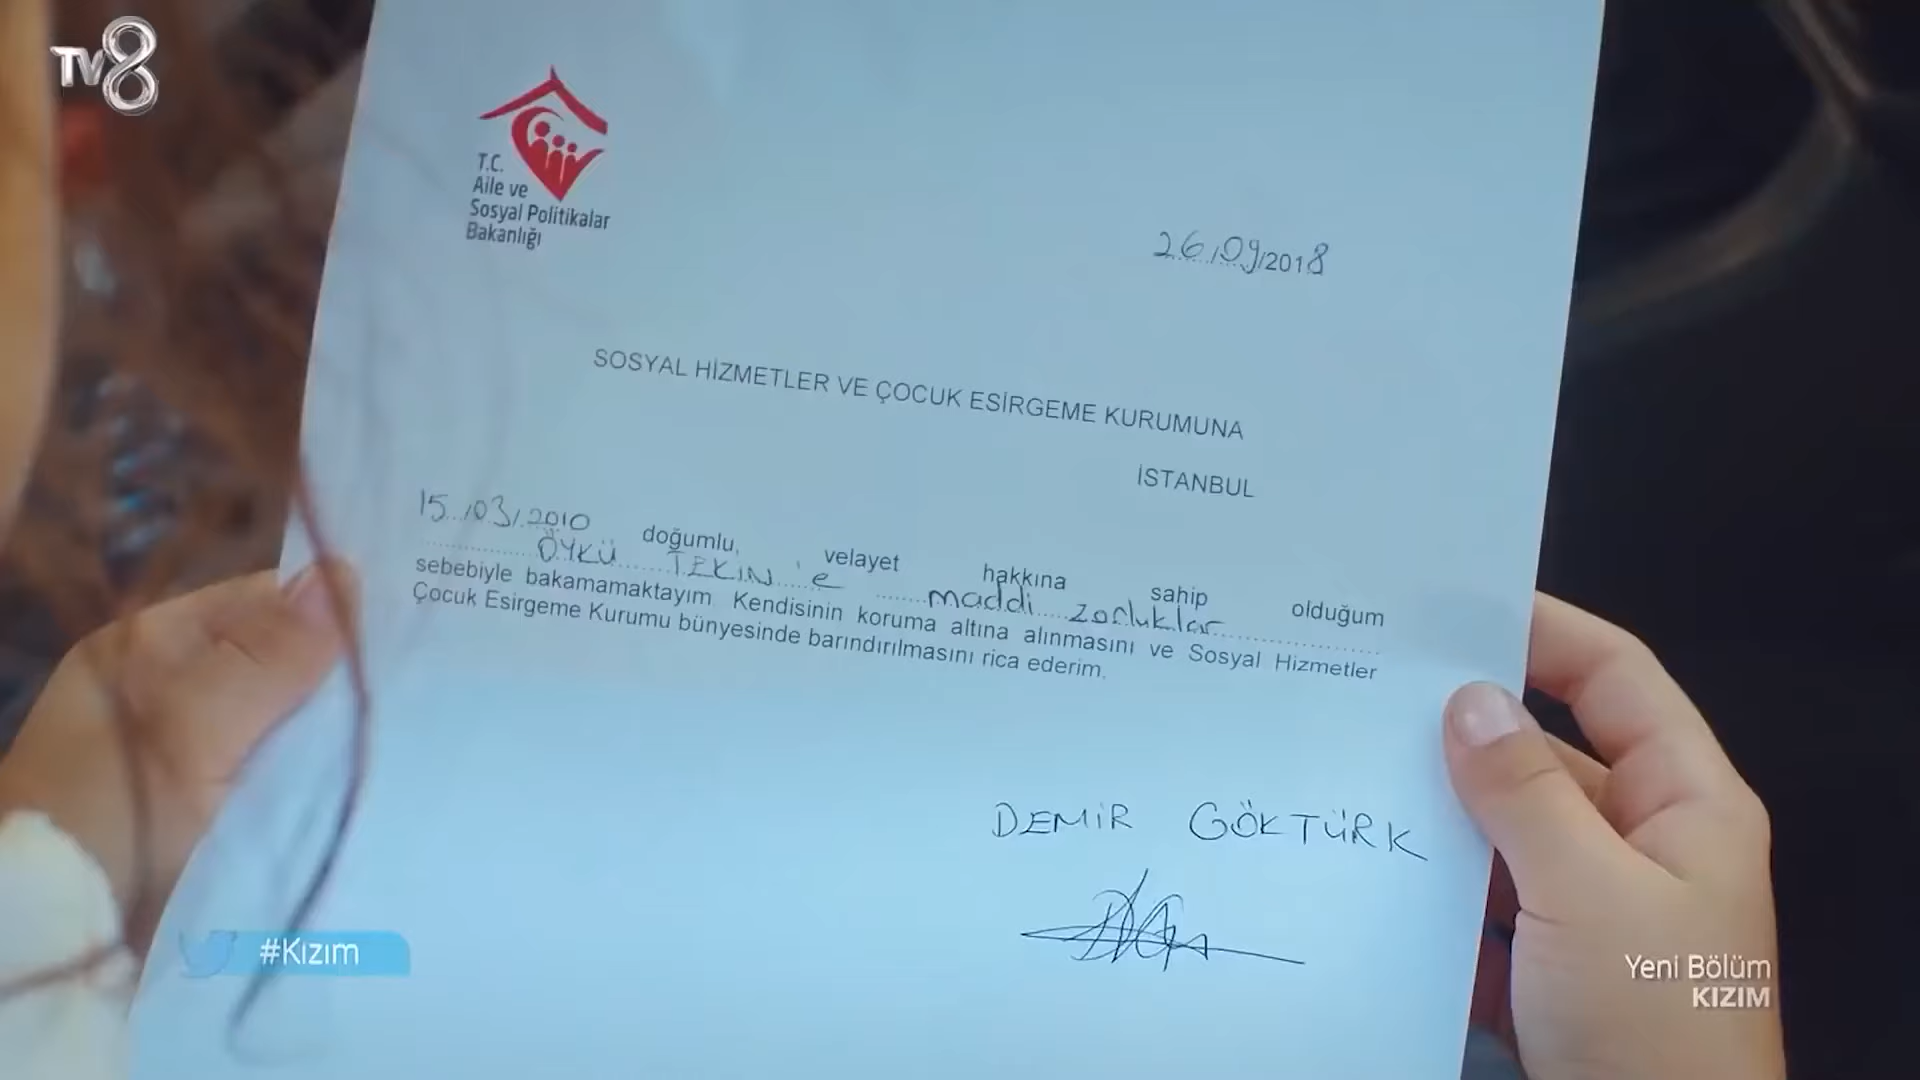 TV8
T.C.
Aile ve
Sosyal Politikalar
Bakanlığı
26/09/2018
SOSYAL HİZMETLER VE ÇOCUK ESİRGEME KURUMUNA
İSTANBUL
15/03/2010 doğumlu, velayet hakkına sahip olduğum
ÖYKÜ TEKİN'e maddi zorluklar
sebebiyle bakamamaktayım. Kendisinin koruma altına alınmasını ve Sosyal Hizmetler
Çocuk Esirgeme Kurumu bünyesinde barındırılmasını rica ederim.
DEMİR GÖKTÜRK
#Kızım
Yeni Bölüm
KIZIM